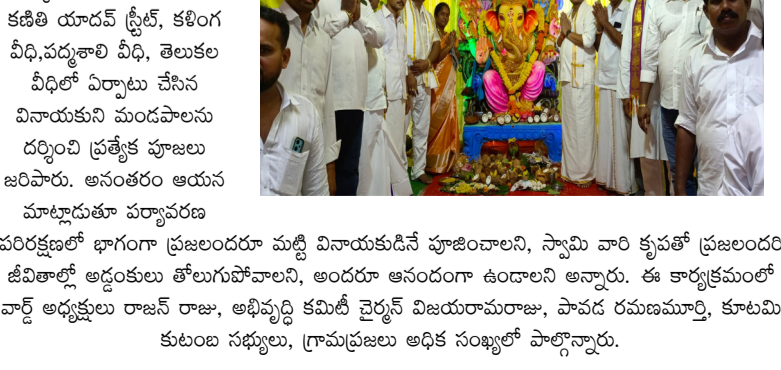 కణితి యాదవ్ స్ట్రీట్, కళింగ
వీధి,పద్మశాలి వీధి, తెలుకల
వీధిలో ఏర్పాటు చేసిన
వినాయకుని మండపాలను
దర్శించి ప్రత్యేక పూజలు
జరిపారు. అనంతరం ఆయన
మాట్లాడుతూ పర్యావరణ
పరిరక్షణలో భాగంగా ప్రజలందరూ మట్టి వినాయకుడినే పూజించాలని, స్వామి వారి కృపతో ప్రజలందరి
జీవితాల్లో అడ్డంకులు తోలుగుపోవాలని, అందరూ ఆనందంగా ఉండాలని అన్నారు. ఈ కార్యక్రమంలో
వార్డ్ అధ్యక్షులు రాజన్ రాజు, అభివృద్ధి కమిటీ చైర్మన్ విజయరామరాజు, పావడ రమణమూర్తి, కూటమి
కుటంబ సభ్యులు, గ్రామప్రజలు అధిక సంఖ్యలో పాల్గొన్నారు.